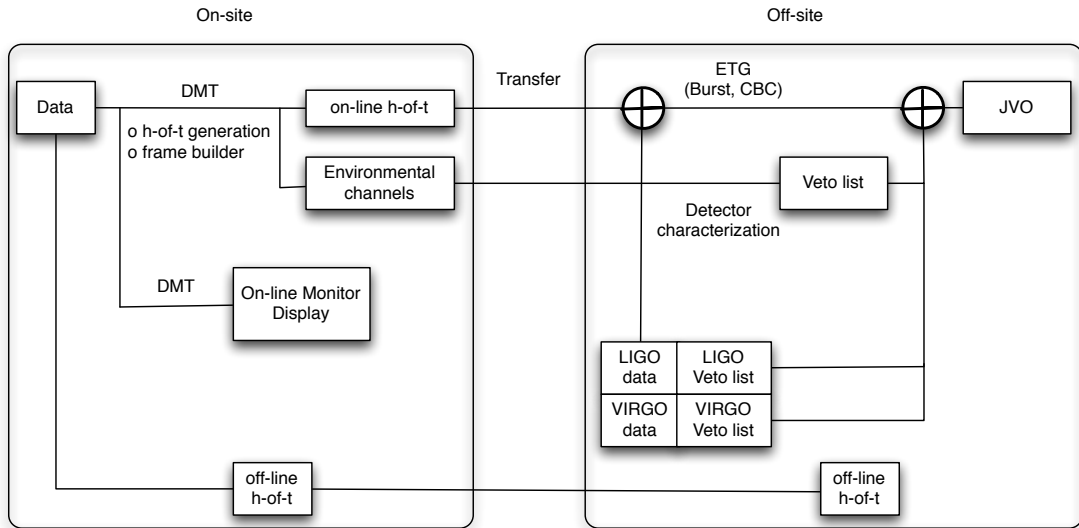 On-site
Off-site
Data
DMT
o h-of-t generation
o frame builder
on-line h-of-t
Environmental
channels
Transfer
ETG
(Burst, CBC)
JVO
Veto list
Detector
characterization
DMT
On-line Monitor
Display
LIGO
data
LIGO
Veto list
VIRGO
data
VIRGO
Veto list
off-line
h-of-t
off-line
h-of-t